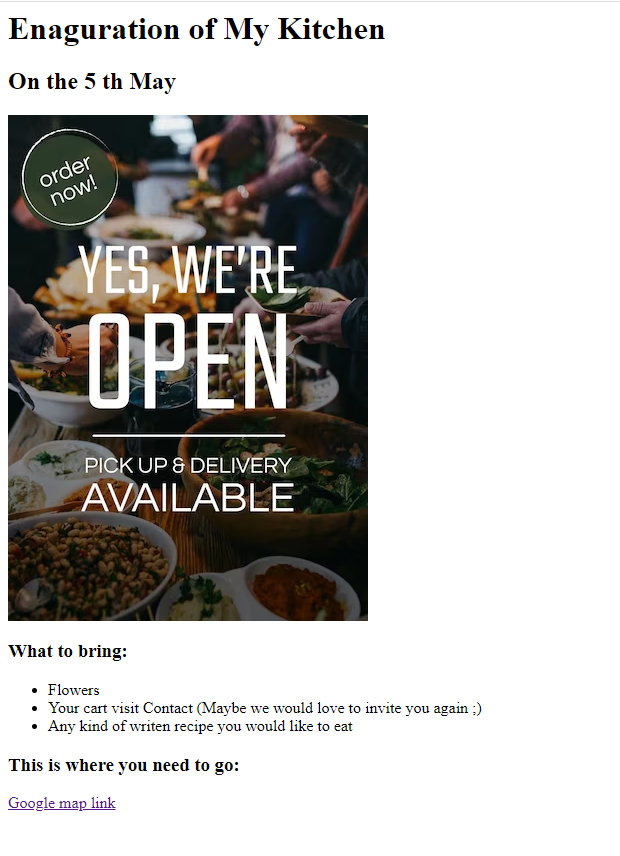 Enaguration of My Kitchen
On the 5 th May
order
now!
YES, WE'RE
OPEN
PICK UP & DELIVERY
AVAILABLE
What to bring:
Flowers
Your cart visit Contact (Maybe we would love to invite you again ;)
Any kind of writen recipe you would like to eat
This is where you need to go:
Google map link